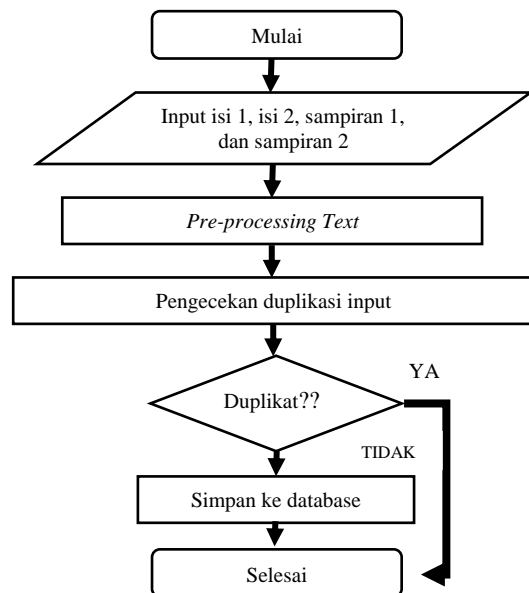 Mulai
Input isi 1, isi 2, sampiran 1,
dan sampiran 2
Pre-processing Text
Pengecekan duplikasi input
YA
Duplikat??
TIDAK
Simpan ke database
Selesai